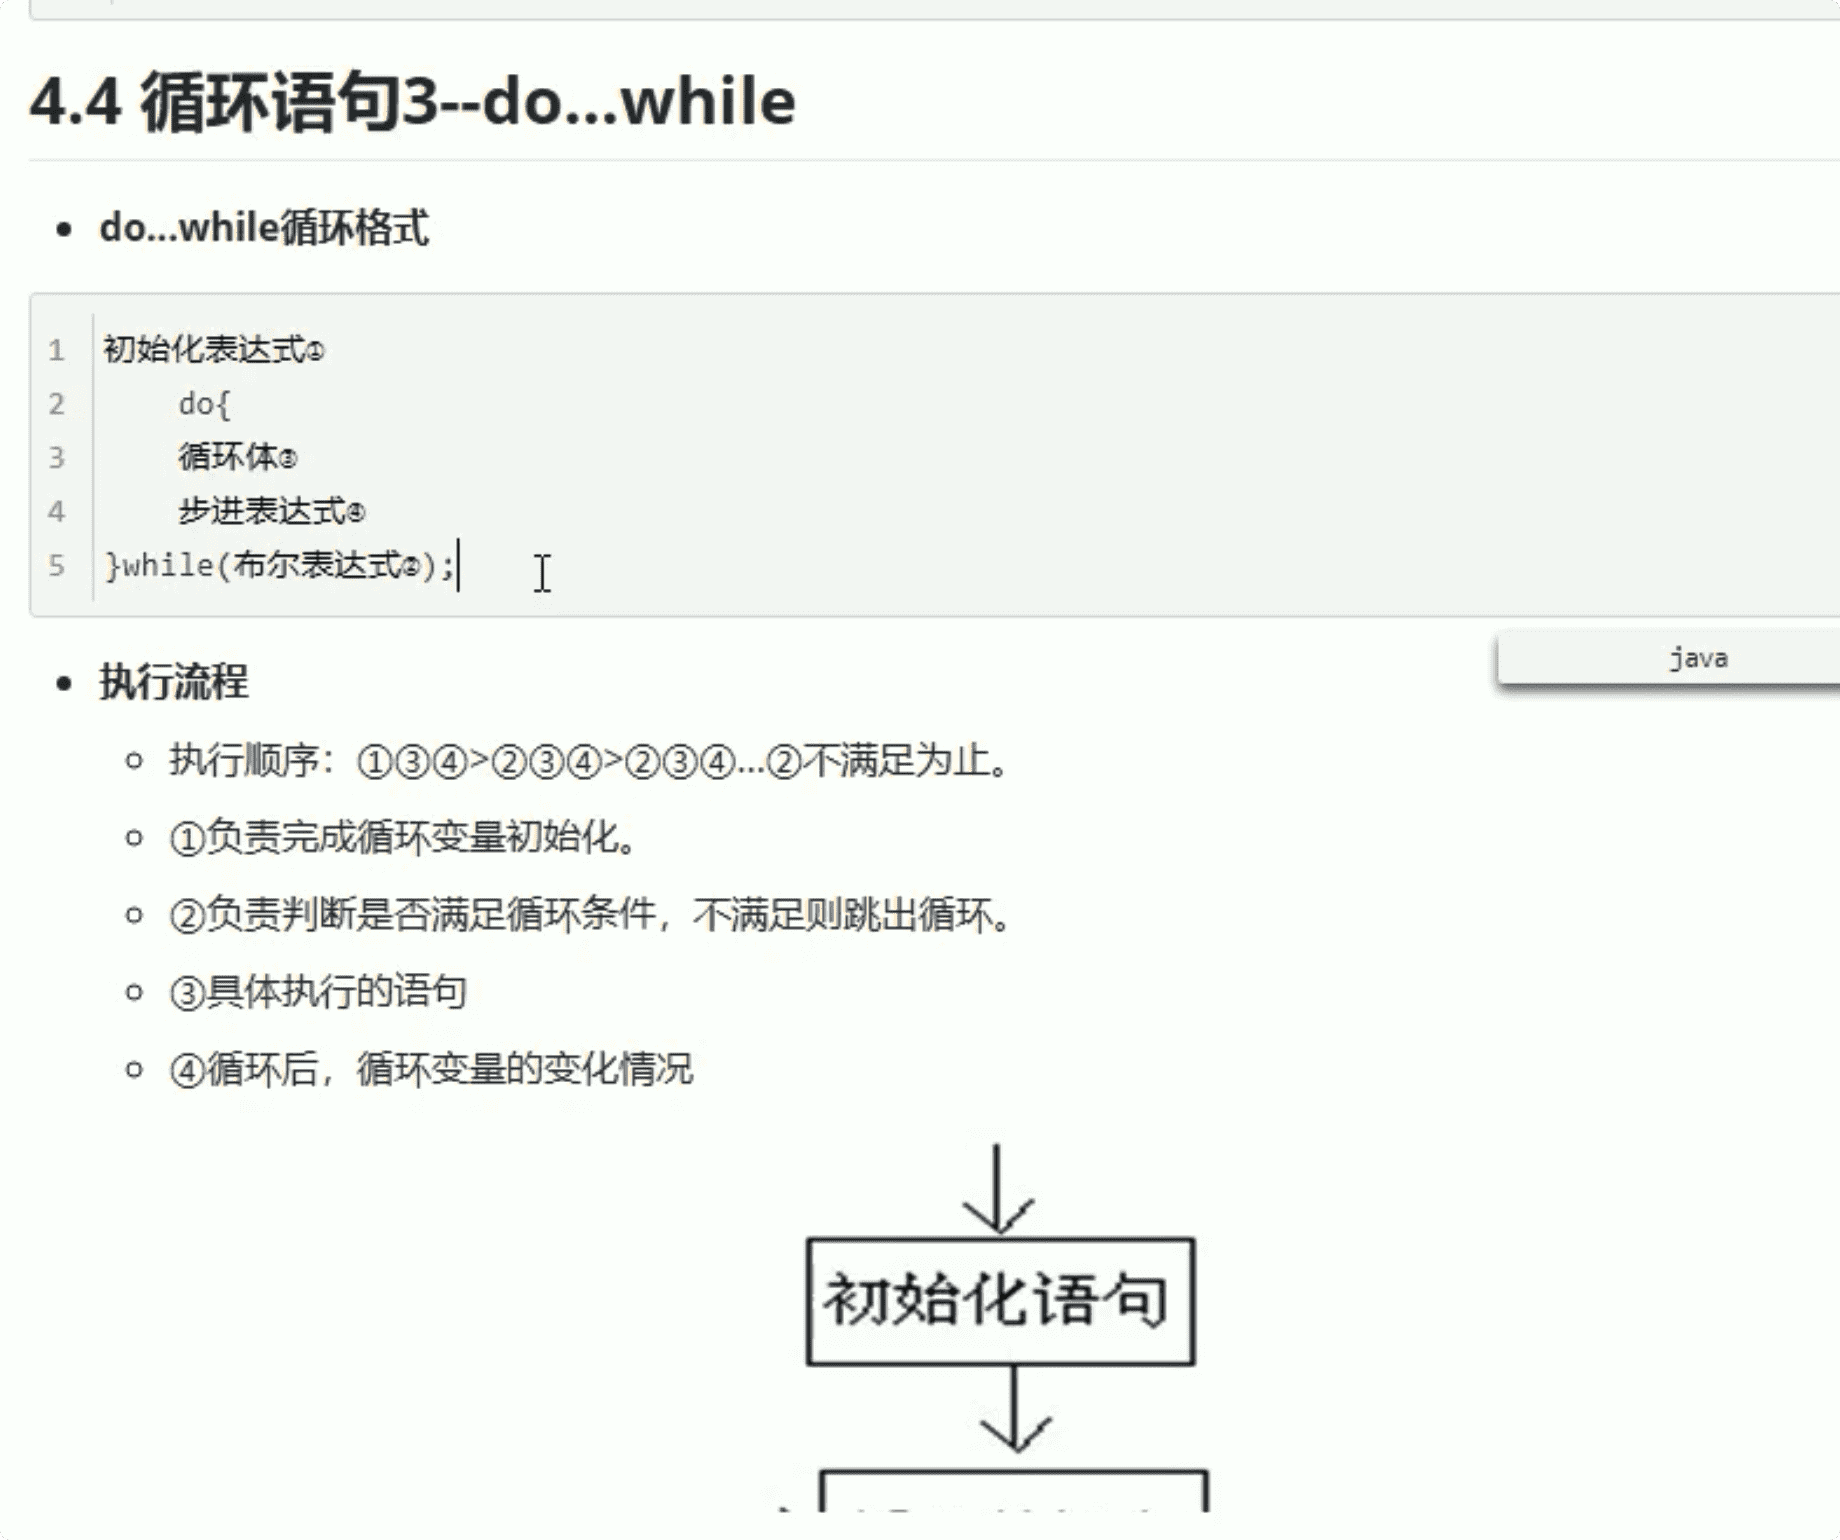 4.4 循环语句3--do...while
do...while循环格式
1 初始化表达式①
2 do{
3 循环体③
4 步进表达式④
5 }while(布尔表达式②);
java
执行流程
执行顺序：①③④>②③④>②③④…②不满足为止。
①负责完成循环变量初始化。
②负责判断是否满足循环条件，不满足则跳出循环。
③具体执行的语句
④循环后，循环变量的变化情况
初始化语句